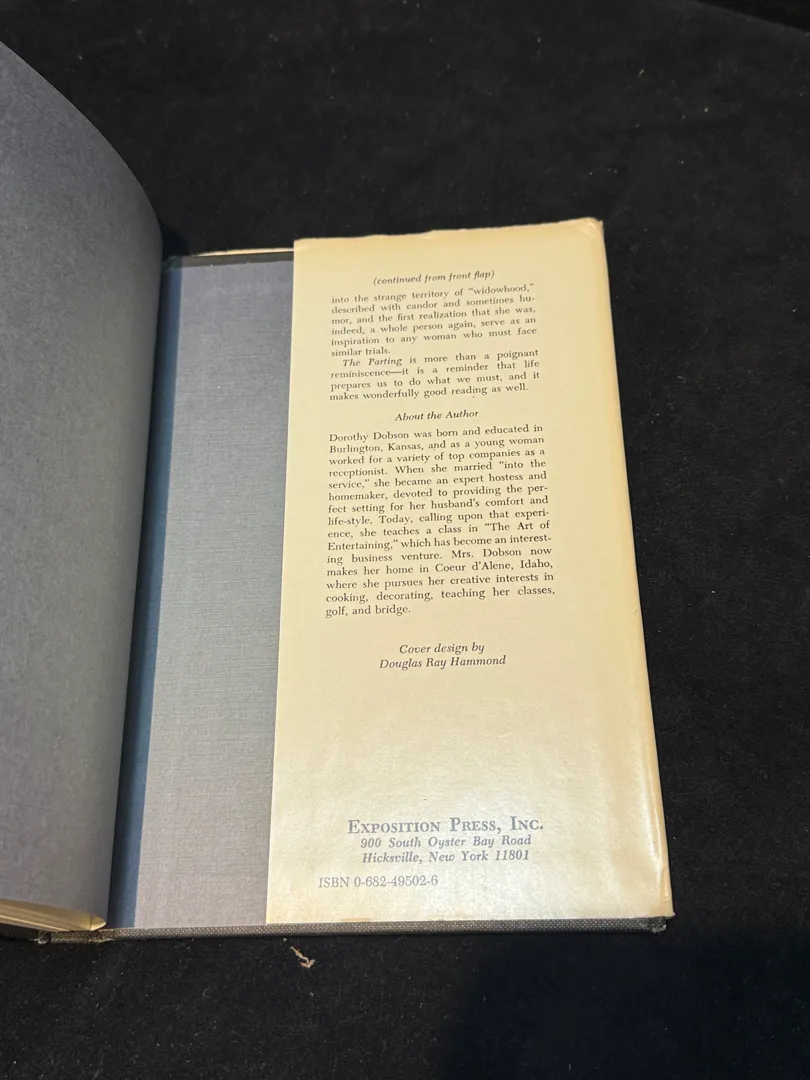 (continued from front flap)
into the strange territory of "widowhood,"
described with candor and sometimes hu-
mor, and the first realization that she was,
indeed, a whole person again, serve as an
inspiration to any woman who must face
similar trials.
The Parting is more than a poignant
reminiscence—it is a reminder that life
prepares us to do what we must, and it
makes wonderfully good reading as well.
About the Author
Dorothy Dobson was born and educated in
Burlington, Kansas, and as a young woman
worked for a variety of top companies as a
receptionist. When she married "into the
service," she became an expert hostess and
homemaker, devoted to providing the per-
fect setting for her husband's comfort and
life-style. Today, calling upon that experi-
ence, she teaches a class in "The Art of
Entertaining," which has become an interest-
ing business venture. Mrs. Dobson now
makes her home in Coeur d'Alene, Idaho,
where she pursues her creative interests in
cooking, decorating, teaching her classes,
golf, and bridge.
Cover design by
Douglas Ray Hammond
EXPOSITION PRESS, INC.
900 South Oyster Bay Road
Hicksville, New York 11801
ISBN 0-682-49502-6